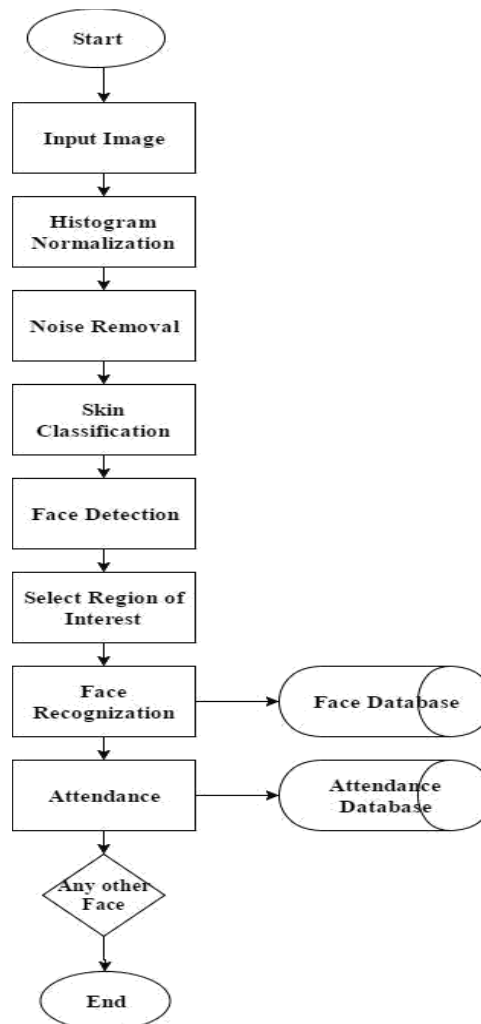 Start
Input Image
Histogram
Normalization
Noise Removal
Skin
Classification
Face Detection
Select Region of
Interest
Face
Recognization
Face Database
Attendance
Attendance
Database
Any other
Face
End